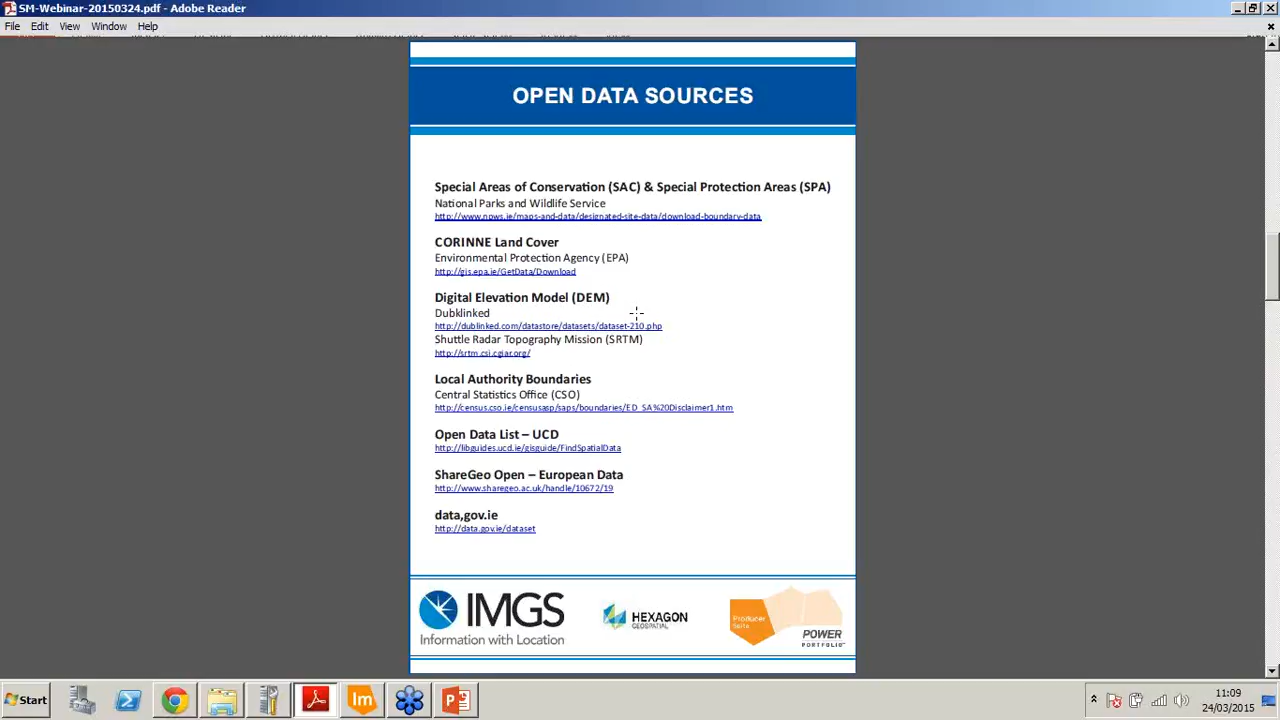 SM-Webinar-20150324.pdf - Adobe Reader
File Edit View Window Help
OPEN DATA SOURCES
Special Areas of Conservation (SAC) & Special Protection Areas (SPA)
National Parks and Wildlife Service
http://www.npws.ie/maps-and-data/designated-site-data/download-boundary-data
CORINNE Land Cover
Environmental Protection Agency (EPA)
http://gis.epa.ie/GetData/Download
Digital Elevation Model (DEM)
Dubklinked
http://dublinked.com/datastore/datasets/dataset-210.php
Shuttle Radar Topography Mission (SRTM)
http://srtm.csi.cgiar.org/
Local Authority Boundaries
Central Statistics Office (CSO)
http://census.cso.ie/censusasp/saps/boundaries/ED_SA%20Disclaimer1.htm
Open Data List – UCD
http://libguides.ucd.ie/gisguide/FindSpatialData
ShareGeo Open – European Data
http://www.sharegeo.ac.uk/handle/10672/19
data,gov.ie
http://data.gov.ie/dataset
IMGS
Information with Location
HEXAGON
GEOSPATIAL
Producer
Suite
POWER
PORTFOLIO
Start
Im
11:09
24/03/2015